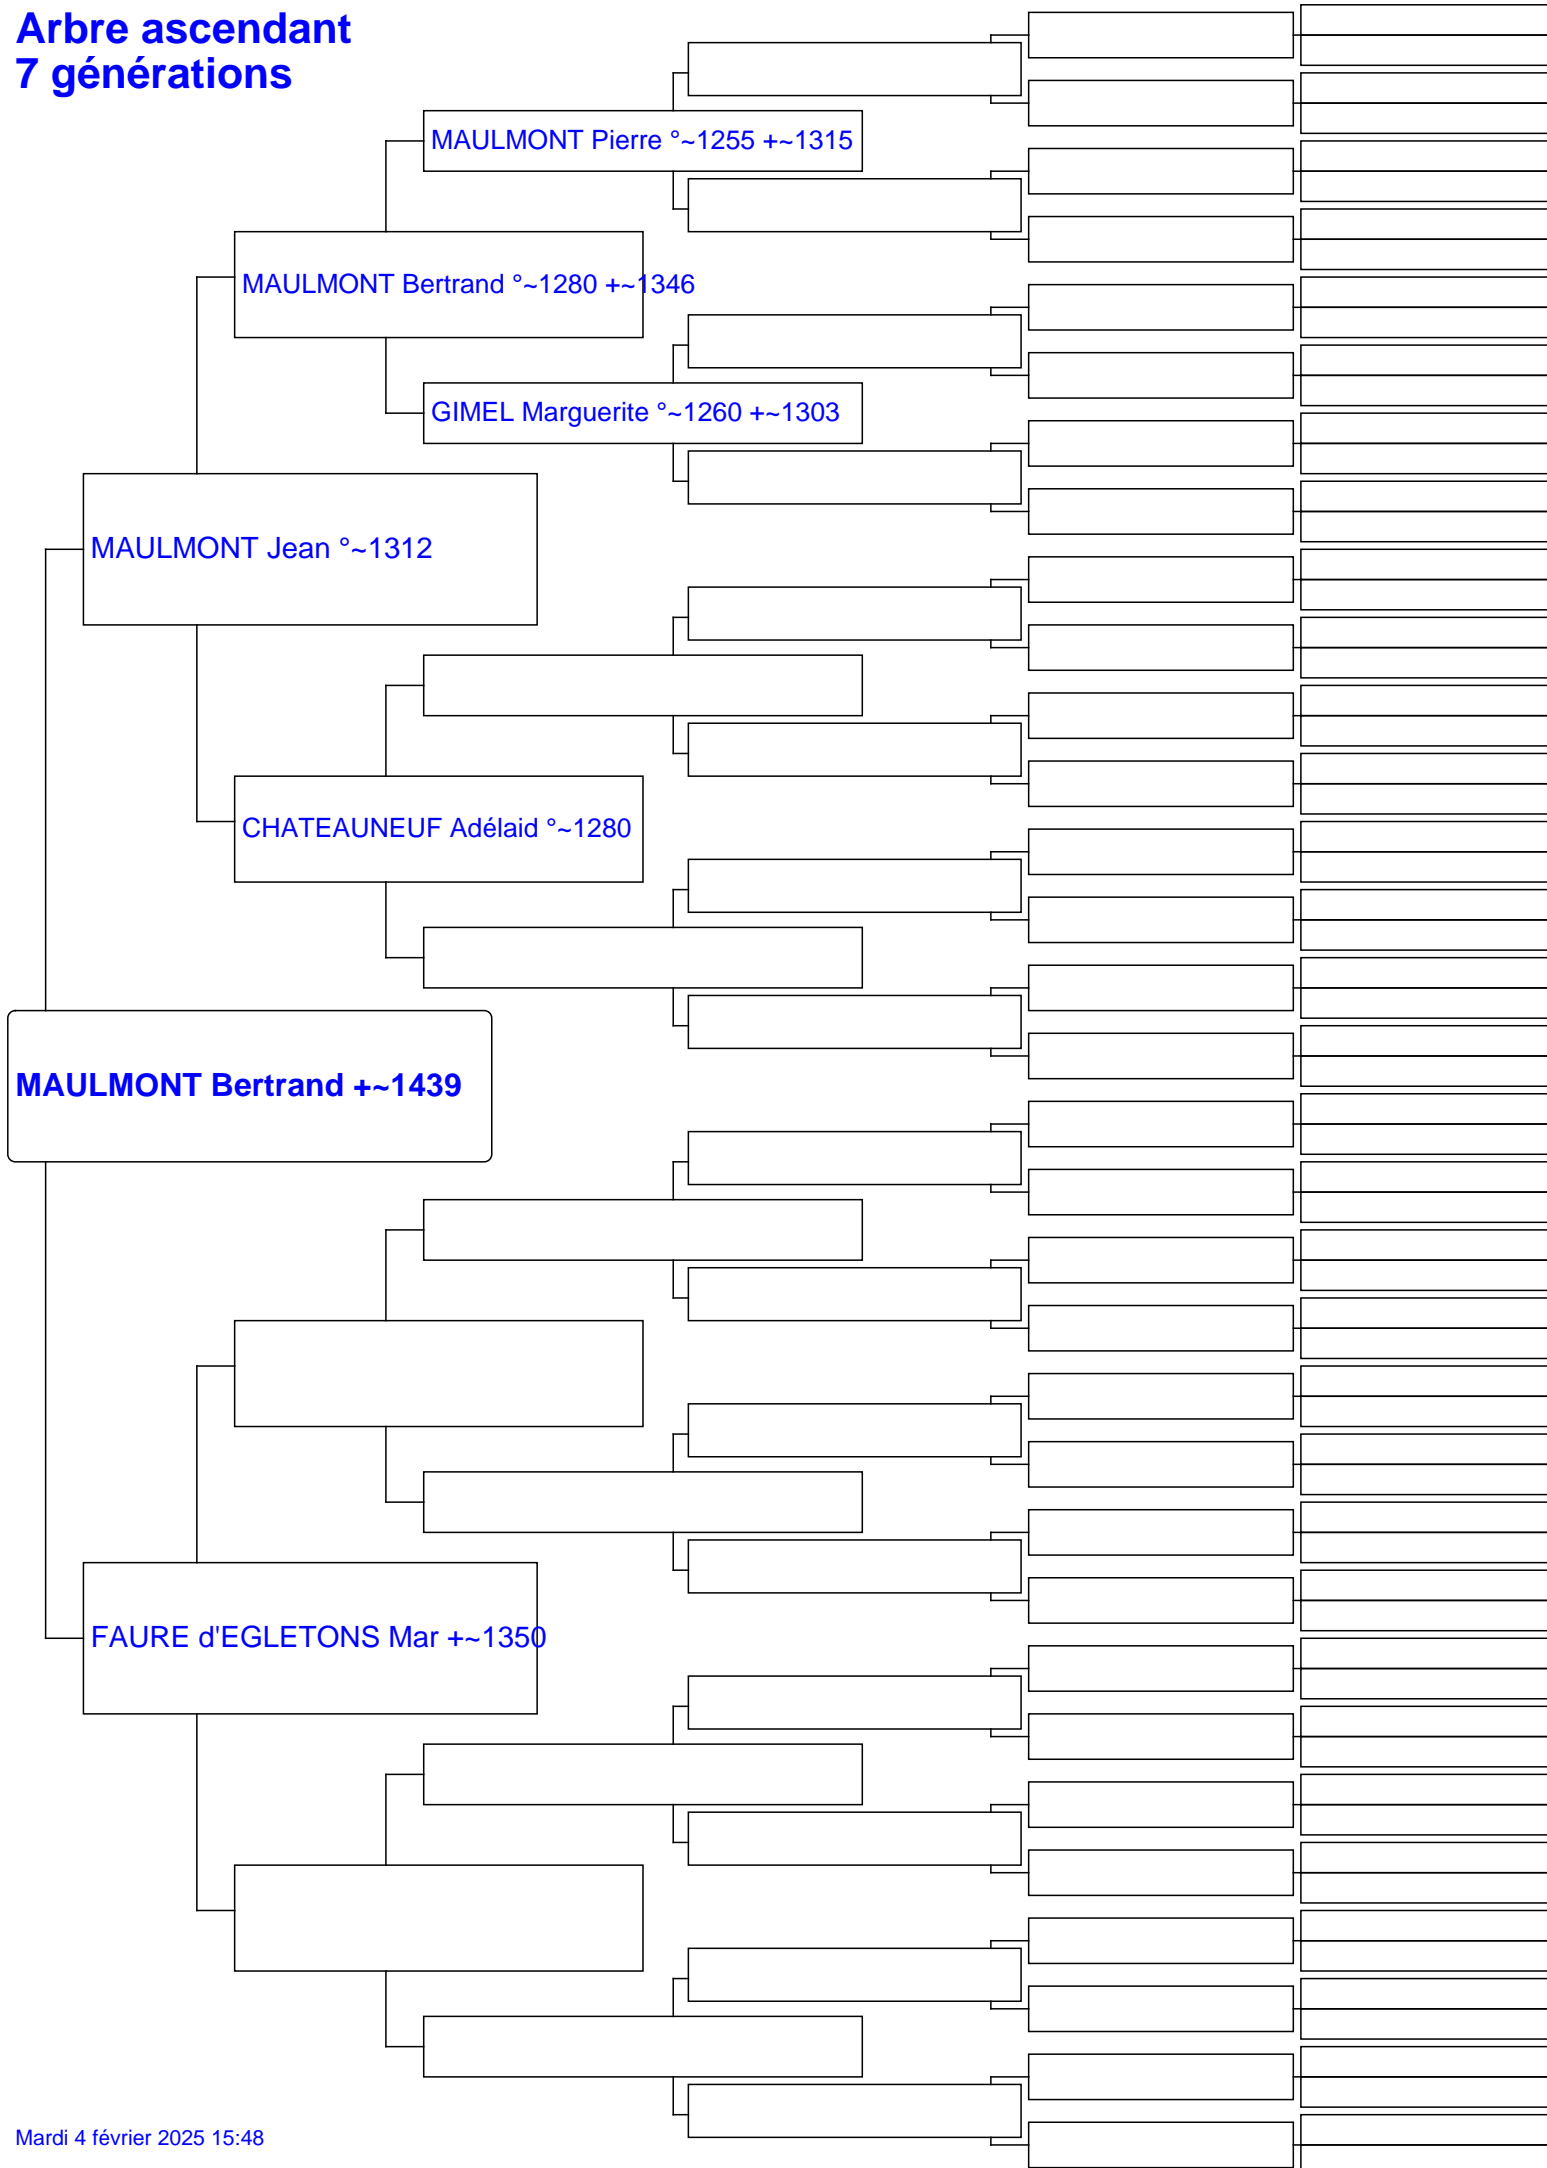 Arbre ascendant
7 générations
MAULMONT Pierre °~1255 +~1315
MAULMONT Bertrand °~1280 +~1346
GIMEL Marguerite °~1260 +~1303
MAULMONT Jean °~1312
CHATEAUNEUF Adélaid °~1280
MAULMONT Bertrand +~1439
FAURE d'EGLETONS Mar +~1350
Mardi 4 février 2025 15:48